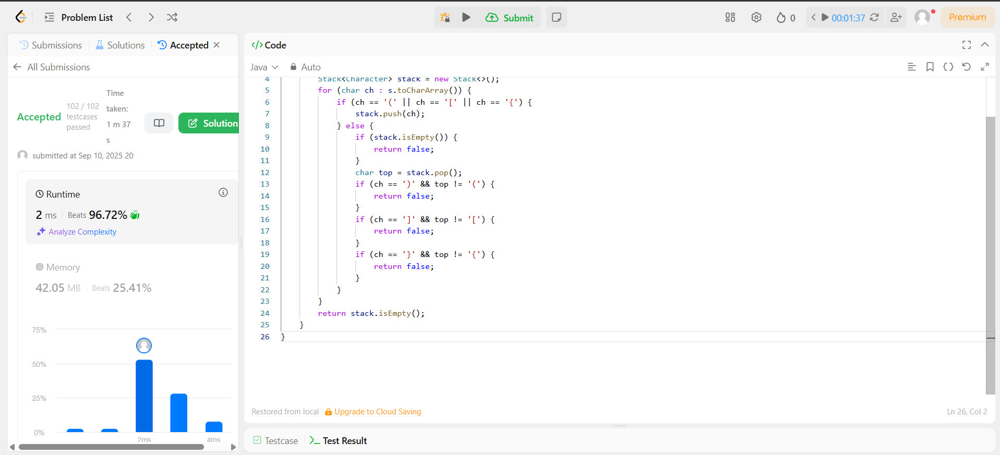 Problem List
Submit
0
00:01:37
Premium
Submissions
Solutions
Accepted
All Submissions
Accepted
102 / 102
testcases
passed
Time
taken:
1 m 37
s
Solution
submitted at Sep 10, 2025 20:
Runtime
2 ms
Beats 96.72%
Analyze Complexity
Memory
42.05 MB
Beats 25.41%
75%
50%
25%
0%
2ms
4ms
</> Code
Java
Auto
4 Stack<Character> stack = new Stack<>();
5 for (char ch : s.toCharArray()) {
6 if (ch == '(' || ch == '[' || ch == '{') {
7 stack.push(ch);
8 } else {
9 if (stack.isEmpty()) {
10 return false;
11 }
12 char top = stack.pop();
13 if (ch == ')' && top != '(') {
14 return false;
15 }
16 if (ch == ']' && top != '[') {
17 return false;
18 }
19 if (ch == '}' && top != '{') {
20 return false;
21 }
22 }
23 }
24 return stack.isEmpty();
25 }
26 }
Restored from local
Upgrade to Cloud Saving
Ln 26, Col 2
Testcase
Test Result